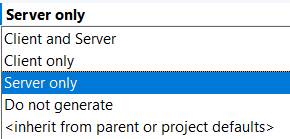 Server only
Client and Server
Client only
Server only
Do not generate
<inherit from parent or project defaults>